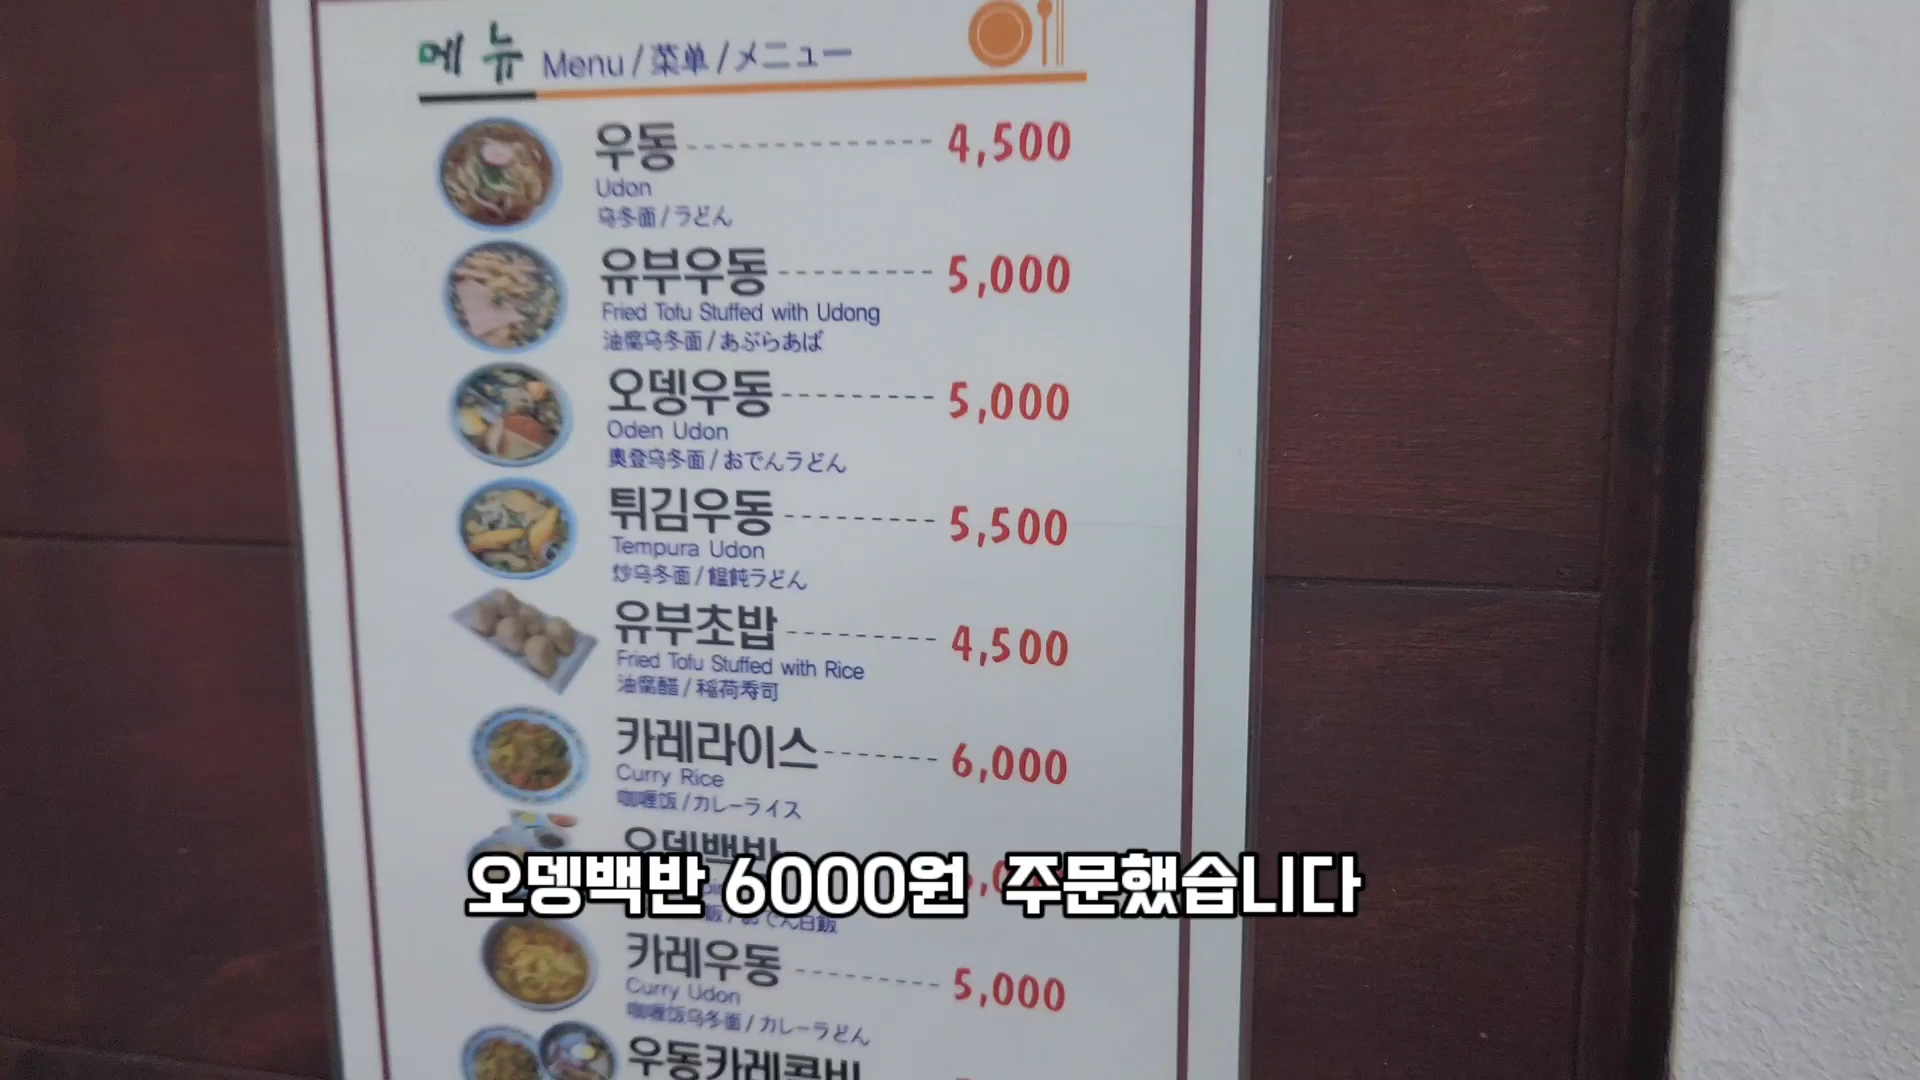 메뉴 Menu / 菜单 / メニュー
우동 4,500
Udon
乌冬面 / うどん
유부우동 5,000
Fried Tofu Stuffed with Udong
油腐乌冬面 / あぶらあば
오뎅우동 5,000
Oden Udon
奥登乌冬面 / おでんうどん
튀김우동 5,500
Tempura Udon
炒乌冬面 / 饂飩うどん
유부초밥 4,500
Fried Tofu Stuffed with Rice
油腐醋 / 稲荷寿司
카레라이스 6,000
Curry Rice
咖喱饭 / カレーライス
오뎅백반
오뎅백반 6000원 주문했습니다
카레우동 5,000
Curry Udon
咖喱饭乌冬面 / カレーうどん
우동카레콤비